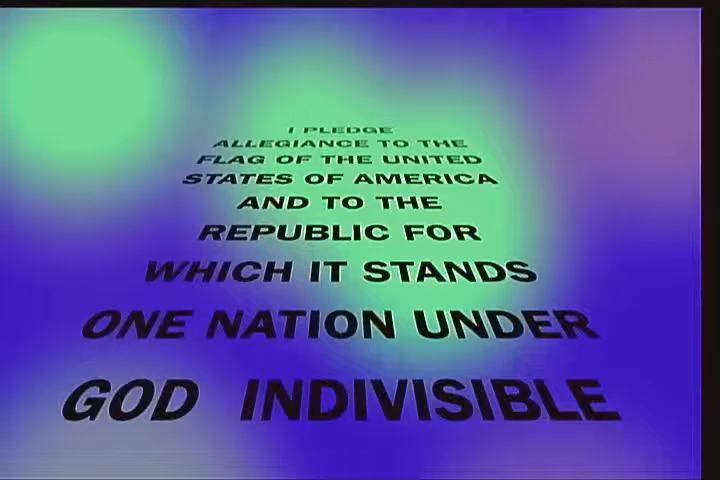 I PLEDGE
ALLEGIANCE TO THE
FLAG OF THE UNITED
STATES OF AMERICA
AND TO THE
REPUBLIC FOR
WHICH IT STANDS
ONE NATION UNDER
GOD INDIVISIBLE